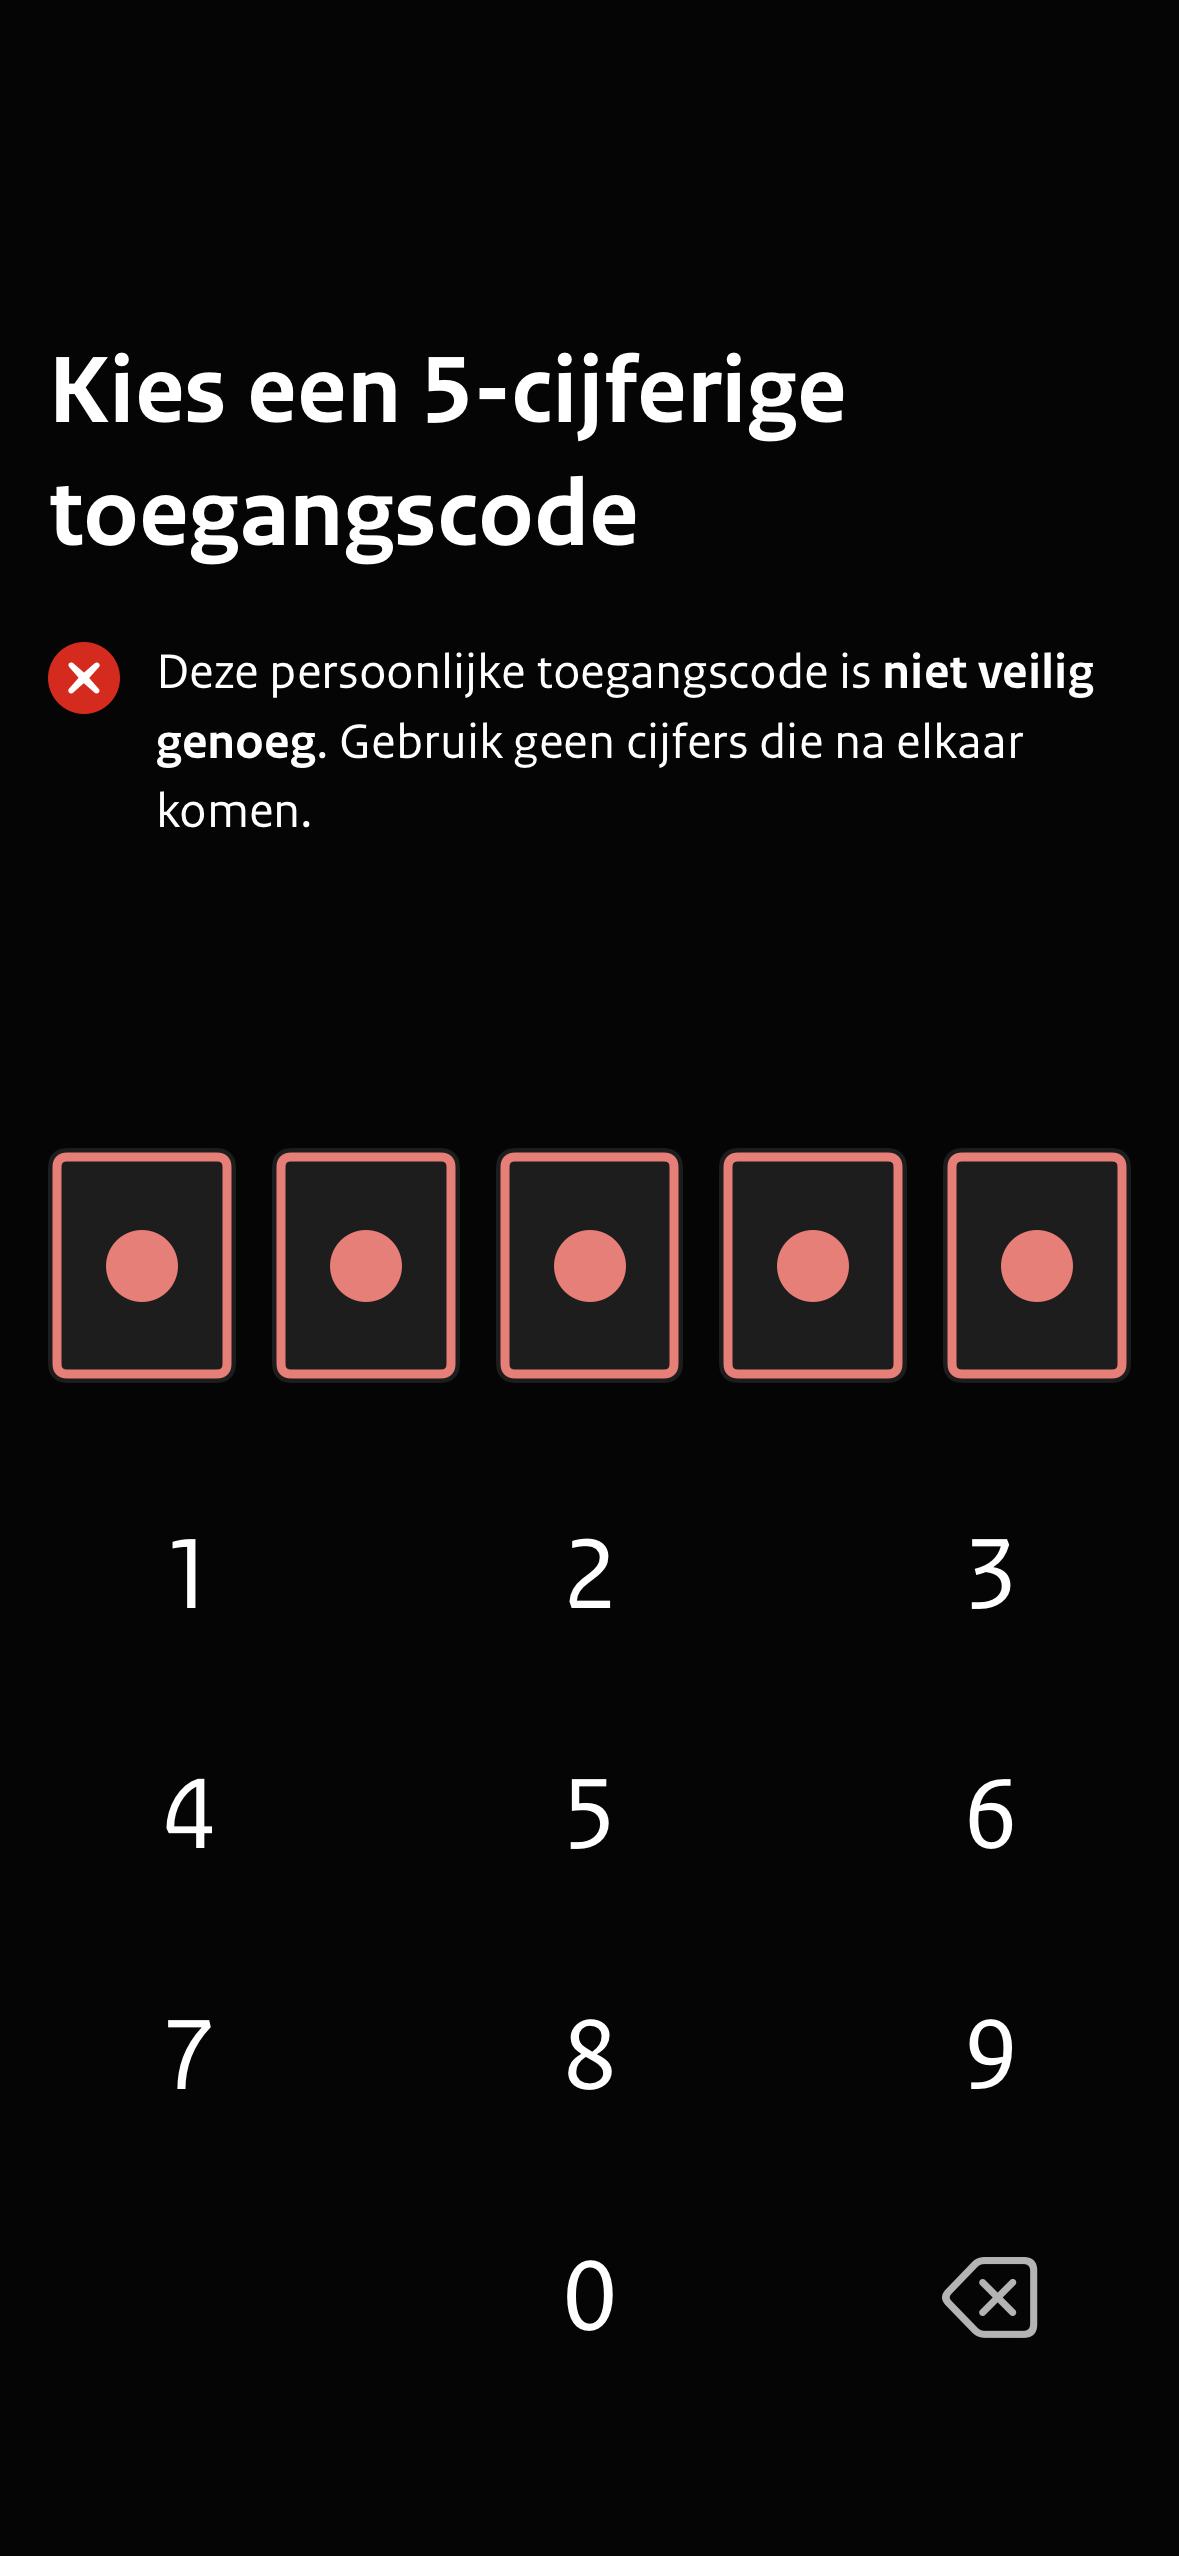 Kies een 5-cijferige
toegangscode
Deze persoonlijke toegangscode is niet veilig
genoeg. Gebruik geen cijfers die na elkaar
komen.
1 2 3
4 5 6
7 8 9
0